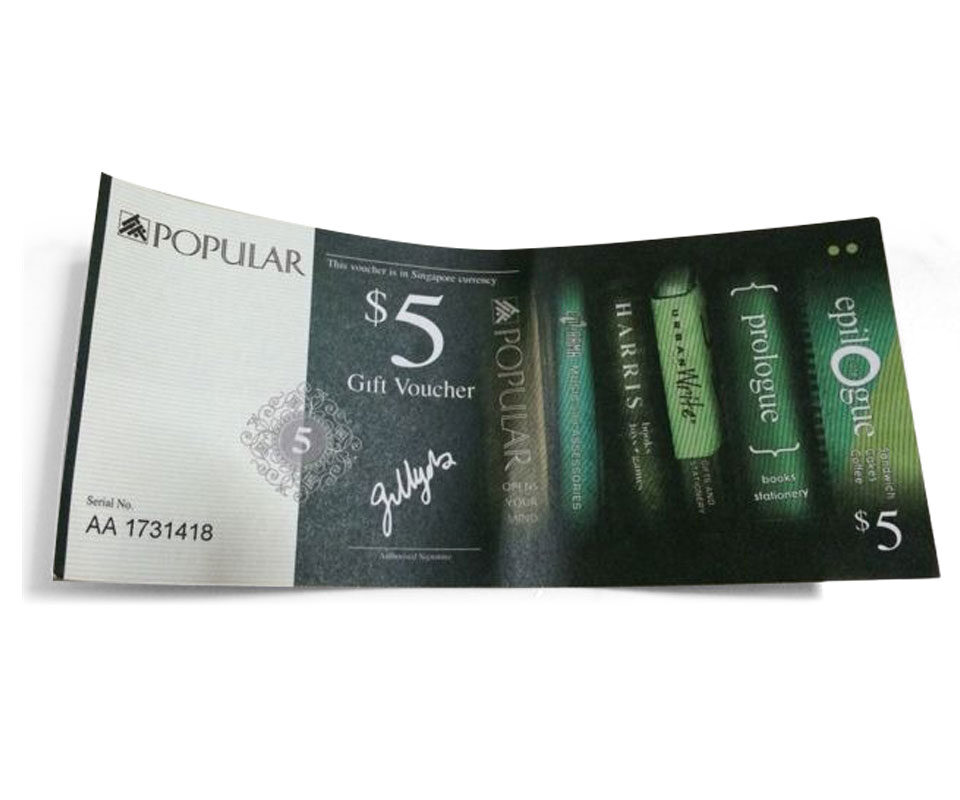 POPULAR
Serial No.
AA 1731418
5
This voucher is in Singapore currency
$5
Gift Voucher
Authorised Signature
POPULAR
OPENS
YOUR
MIND
HARRIS
books
toys • games
URBAN Write
GIFTS AND
STATIONERY
{ prologue }
books
stationery
epilOgue
sandwich
cakes
coffee
$5